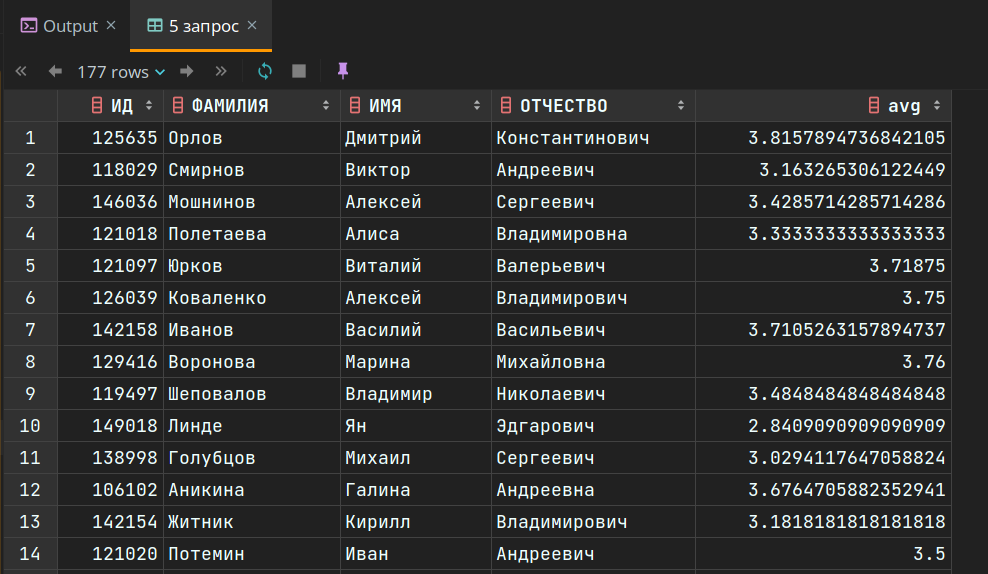 Output × 5 запрос ×
177 rows
ИД ФАМИЛИЯ ИМЯ ОТЧЕСТВО avg
1 125635 Орлов Дмитрий Константинович 3.8157894736842105
2 118029 Смирнов Виктор Андреевич 3.163265306122449
3 146036 Мошнинов Алексей Сергеевич 3.4285714285714286
4 121018 Полетаева Алиса Владимировна 3.3333333333333333
5 121097 Юрков Виталий Валерьевич 3.71875
6 126039 Коваленко Алексей Владимирович 3.75
7 142158 Иванов Василий Васильевич 3.7105263157894737
8 129416 Воронова Марина Михайловна 3.76
9 119497 Шеповалов Владимир Николаевич 3.4848484848484848
10 149018 Линде Ян Эдгарович 2.8409090909090909
11 138998 Голубцов Михаил Сергеевич 3.0294117647058824
12 106102 Аникина Галина Андреевна 3.6764705882352941
13 142154 Житник Кирилл Владимирович 3.1818181818181818
14 121020 Потемин Иван Андреевич 3.5